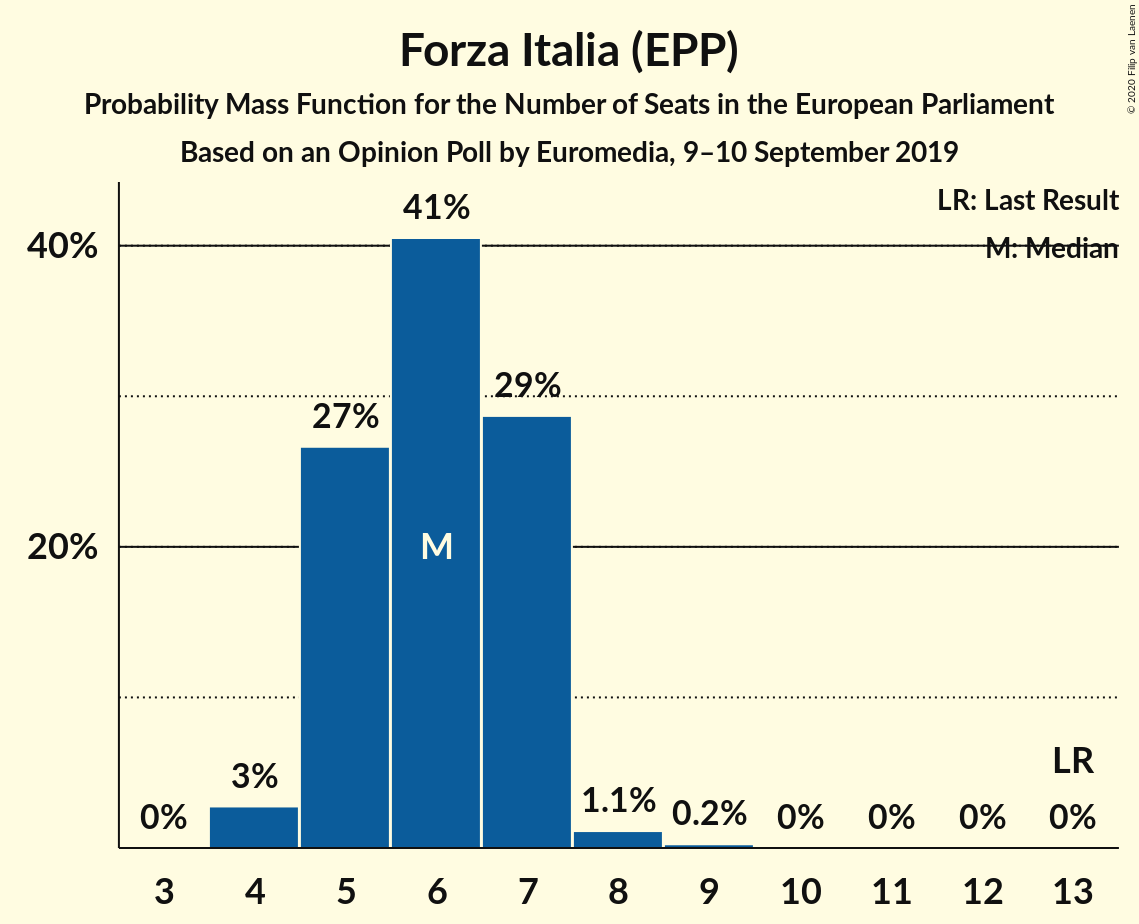 Forza Italia (EPP)
Probability Mass Function for the Number of Seats in the European Parliament
Based on an Opinion Poll by Euromedia, 9–10 September 2019
© 2020 Filip van Laenen
LR: Last Result
M: Median
40%
20%
0%
3%
27%
41%
M
29%
1.1%
0.2%
0%
0%
0%
LR
0%
3 4 5 6 7 8 9 10 11 12 13